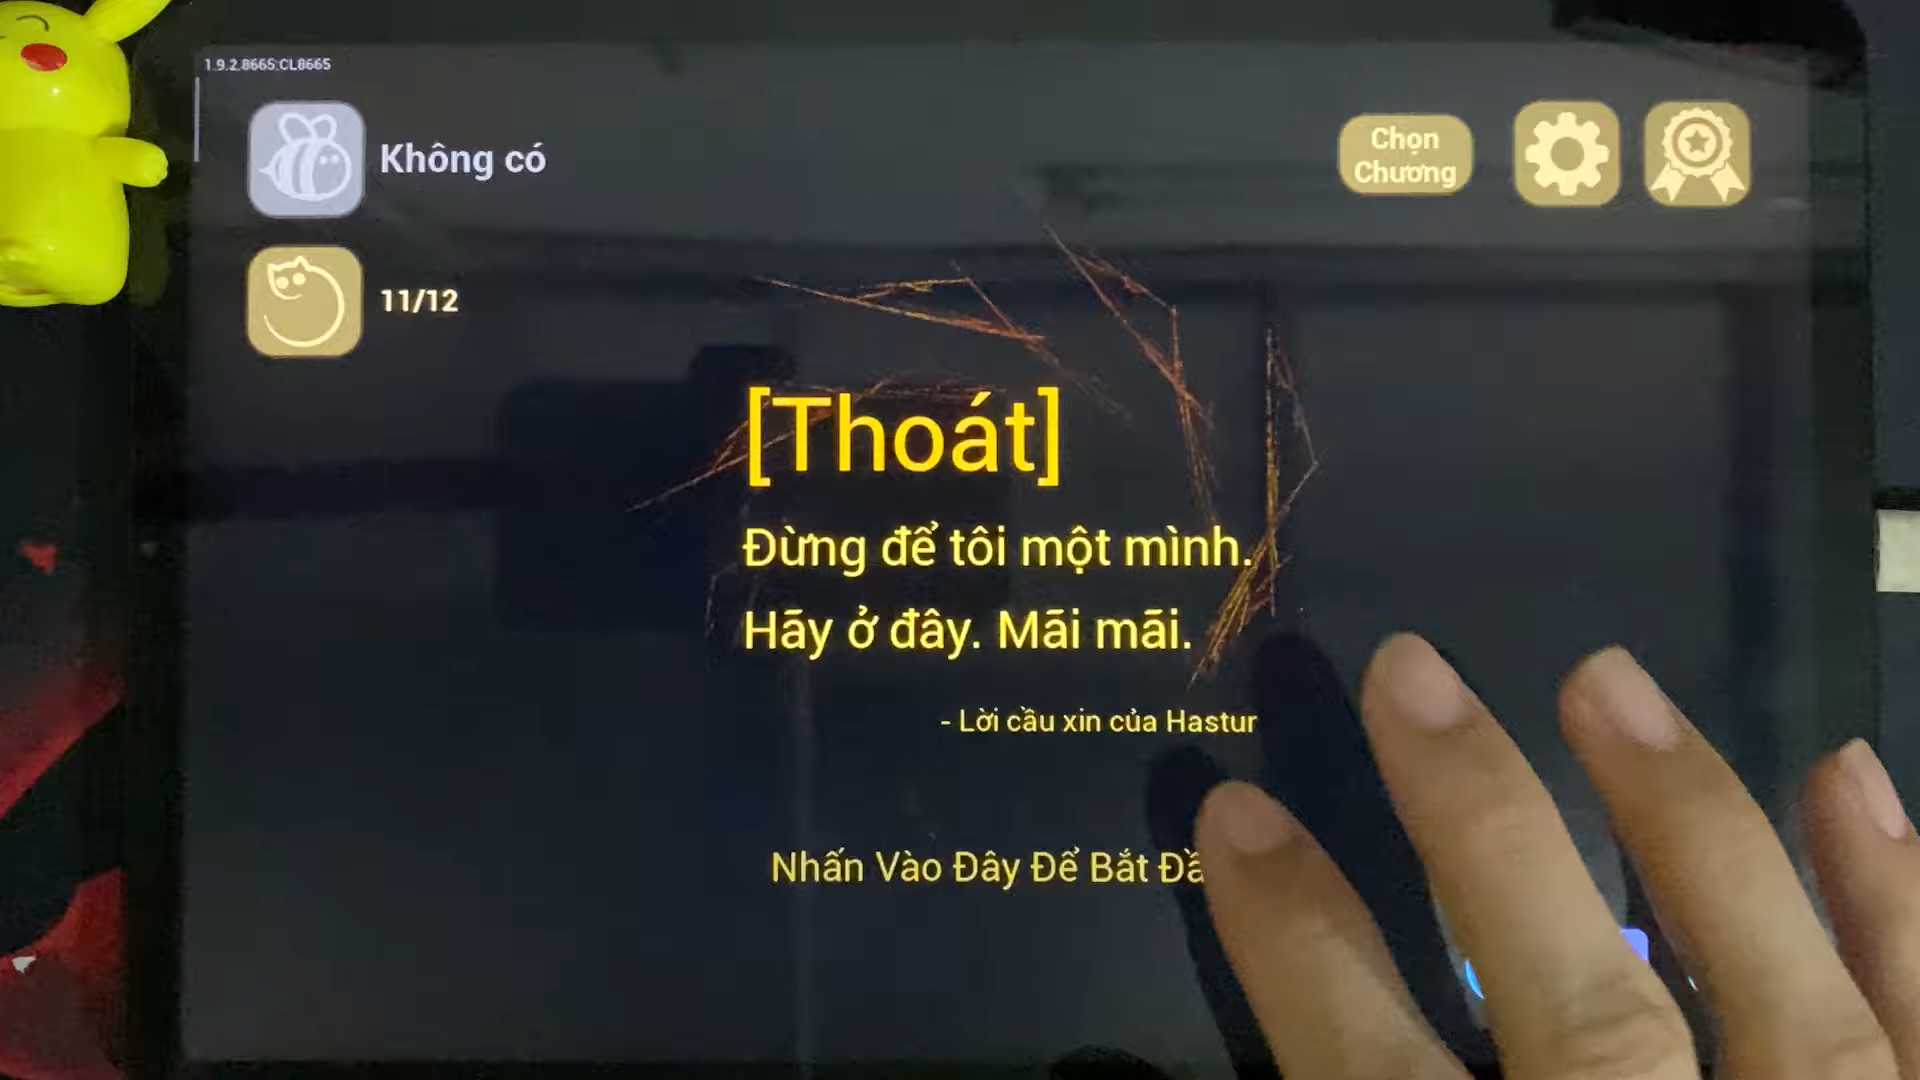 1.9.2.8665:CL8665
Không có
Chọn
Chương
11/12
[Thoát]
Đừng để tôi một mình.
Hãy ở đây. Mãi mãi.
- Lời cầu xin của Hastur
Nhấn Vào Đây Để Bắt